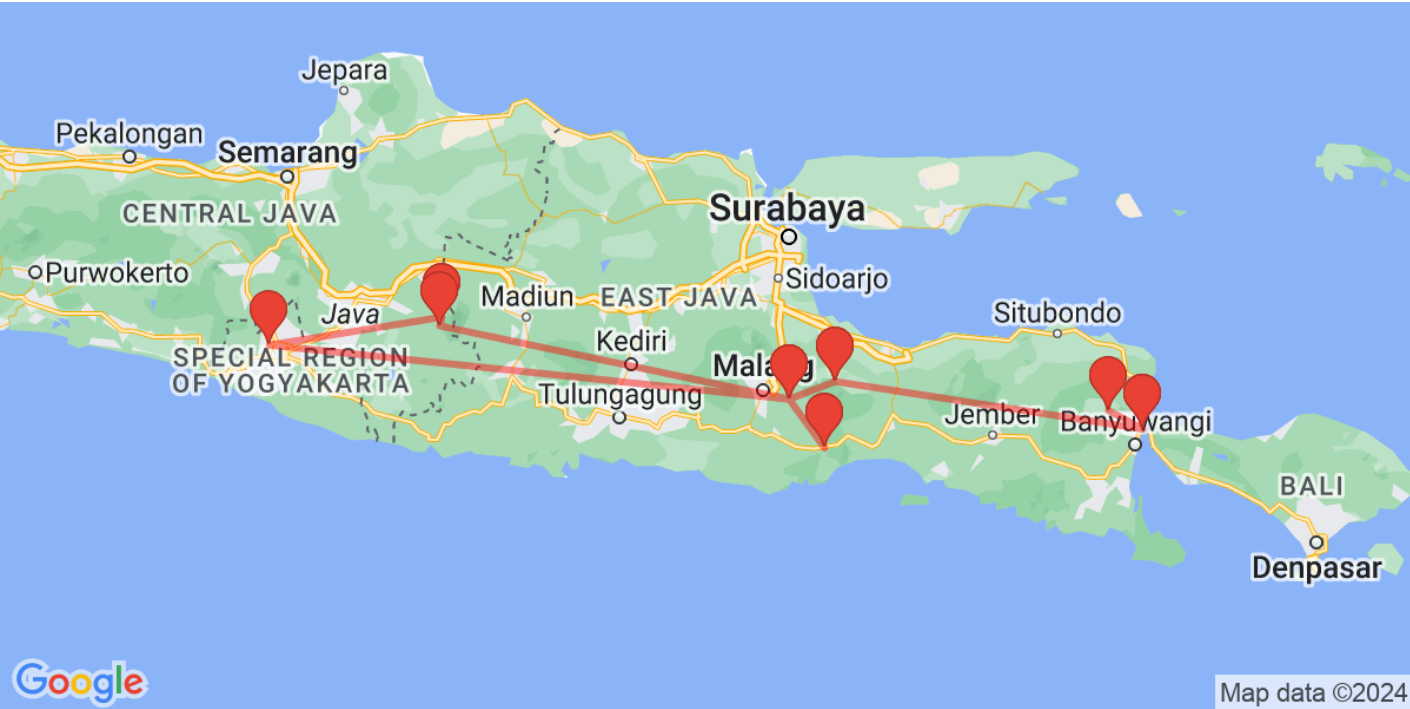 Jepara
Pekalongan
Semarang
CENTRAL JAVA
Surabaya
Purwokerto
Sidoarjo
Madiun
EAST JAVA
Java
Situbondo
Kediri
SPECIAL REGION
OF YOGYAKARTA
Malang
Tulungagung
Jember
Banyuwangi
BALI
Denpasar
Google
Map data ©2024